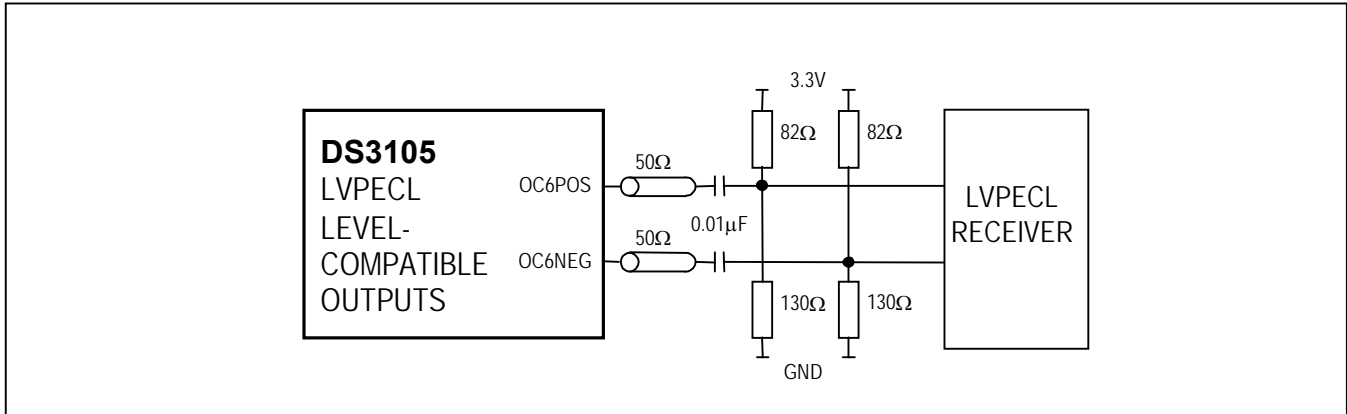 3.3V
82Ω
82Ω
DS3105
LVPECL
LEVEL-
COMPATIBLE
OUTPUTS
OC6POS
50Ω
0.01µF
OC6NEG
50Ω
LVPECL
RECEIVER
130Ω
130Ω
GND